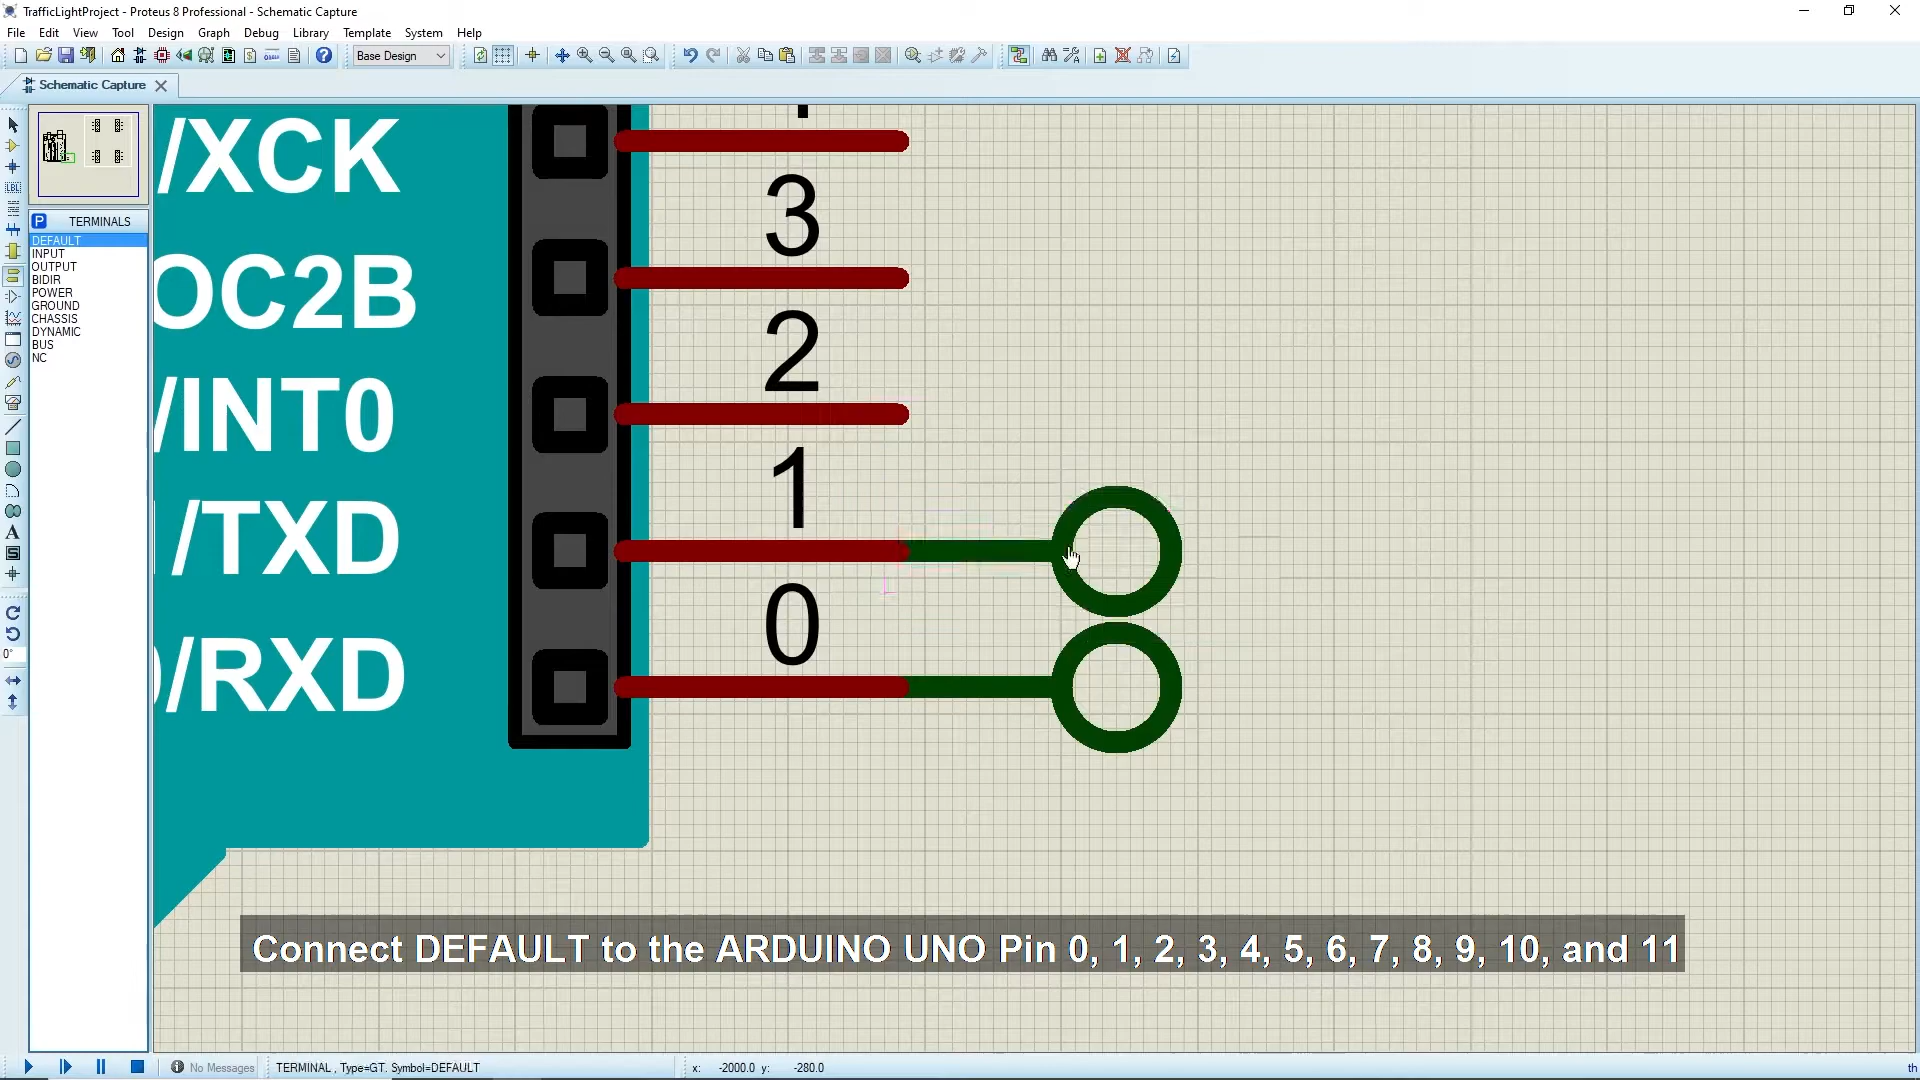 TrafficLightProject - Proteus 8 Professional - Schematic Capture
File Edit View Tool Design Graph Debug Library Template System Help
Base Design
Schematic Capture
P TERMINALS
DEFAULT
INPUT
OUTPUT
BIDIR
POWER
GROUND
CHASSIS
DYNAMIC
BUS
NC
LBL
A
S
0°
/XCK
3
OC2B
2
/INT0
1
/TXD
0
/RXD
Connect DEFAULT to the ARDUINO UNO Pin 0, 1, 2, 3, 4, 5, 6, 7, 8, 9, 10, and 11
No Messages TERMINAL , Type=GT. Symbol=DEFAULT x: -2000.0 y: -280.0 th